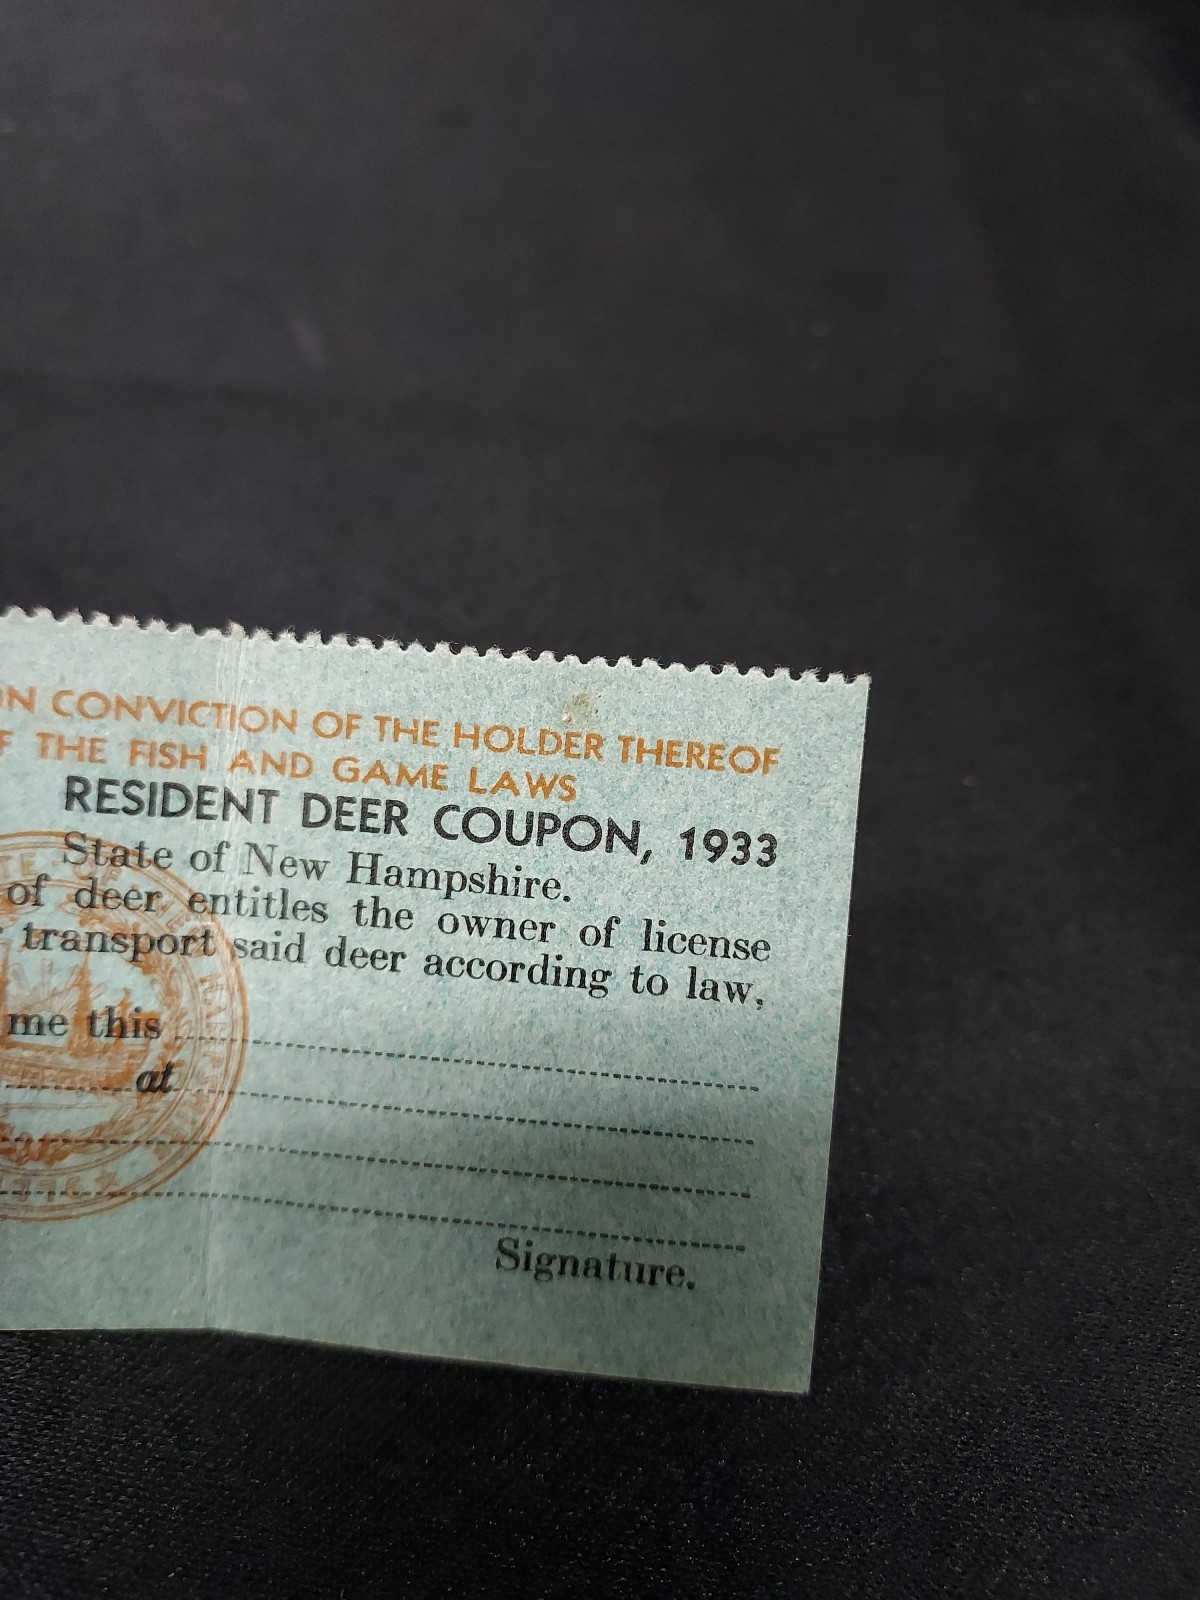 CONVICTION OF THE HOLDER THEREOF
THE FISH AND GAME LAWS
RESIDENT DEER COUPON, 1933
State of New Hampshire.
of deer entitles the owner of license
transport said deer according to law,
me this
at
Signature.